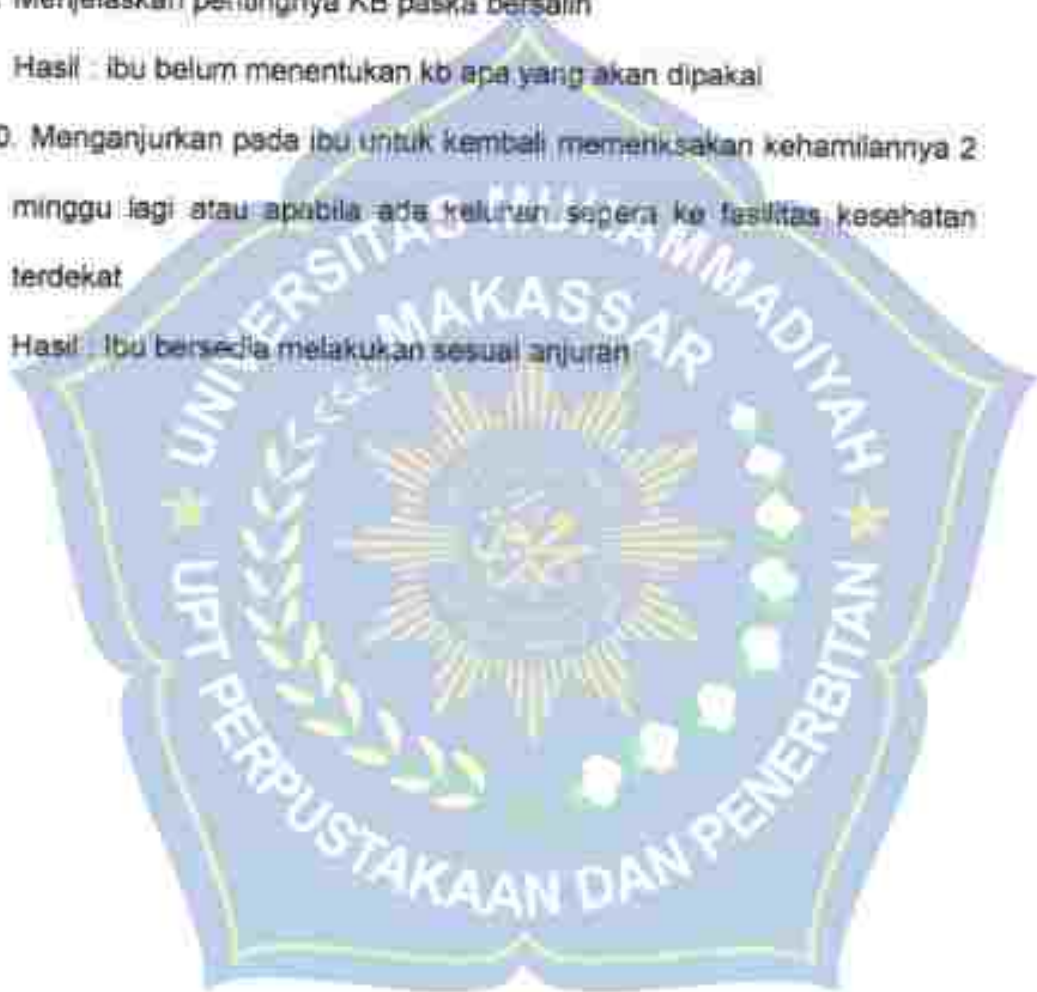 . Menjelaskan pentingnya KB paska bersalin
Hasil : ibu belum menentukan kb apa yang akan dipakai
0. Menganjurkan pada ibu untuk kembali memeriksakan kehamilannya 2
minggu lagi atau apabila ada keluhan segera ke fasilitas kesehatan
terdekat
Hasil : Ibu bersedia melakukan sesuai anjuran
UNIVERSITAS MUHAMMADIYAH
MAKASSAR
UPT PERPUSTAKAAN DAN PENERBITAN